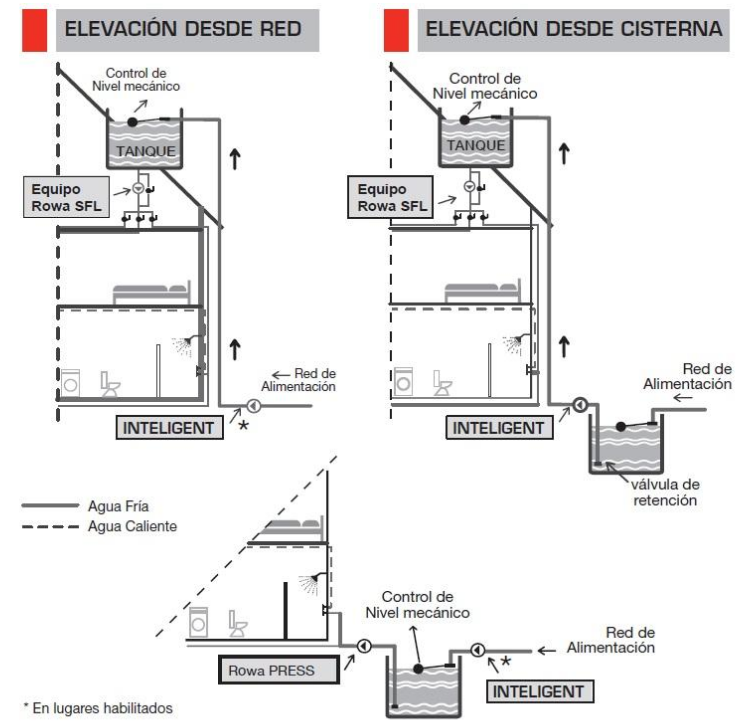 ELEVACIÓN DESDE RED
Control de
Nivel mecánico
TANQUE
Equipo
Rowa SFL
Red de
Alimentación
INTELIGENT
*
ELEVACIÓN DESDE CISTERNA
Control de
Nivel mecánico
TANQUE
Equipo
Rowa SFL
Red de
Alimentación
INTELIGENT
válvula de
retención
Agua Fría
Agua Caliente
Control de
Nivel mecánico
Red de
Alimentación
*
Rowa PRESS
INTELIGENT
* En lugares habilitados